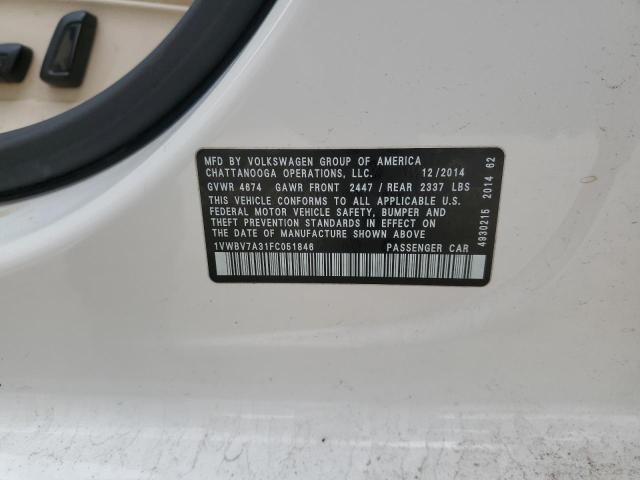 MFD BY VOLKSWAGEN GROUP OF AMERICA
CHATTANOOGA OPERATIONS, LLC. 12/2014
GVWR 4674 GAWR FRONT 2447 / REAR 2337 LBS
THIS VEHICLE CONFORMS TO ALL APPLICABLE U.S.
FEDERAL MOTOR VEHICLE SAFETY, BUMPER AND
THEFT PREVENTION STANDARDS IN EFFECT ON
THE DATE OF MANUFACTURE SHOWN ABOVE.
1VWBV7A31FC051846 PASSENGER CAR
4930215 2014 62